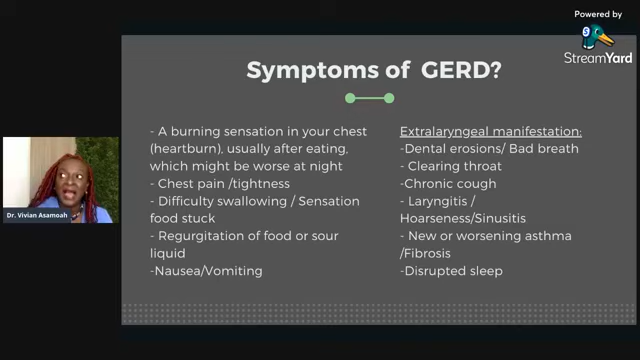 Powered by
StreamYard
Symptoms of GERD?
- A burning sensation in your chest
(heartburn), usually after eating,
which might be worse at night
- Chest pain /tightness
- Difficulty swallowing / Sensation
food stuck
- Regurgitation of food or sour
liquid
-Nausea/Vomiting
Extralaryngeal manifestation:
-Dental erosions/ Bad breath
- Clearing throat
-Chronic cough
- Laryngitis /
Hoarseness/Sinusitis
- New or worsening asthma
/Fibrosis
-Disrupted sleep
Dr. Vivian Asamoah